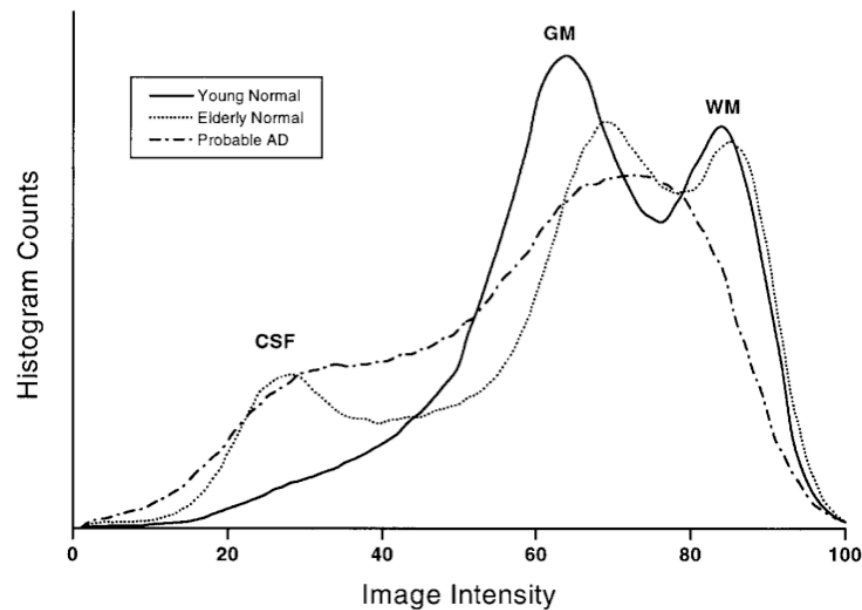 GM
WM
Young Normal
Elderly Normal
Probable AD
CSF
Histogram Counts
0
20
40
60
80
100
Image Intensity